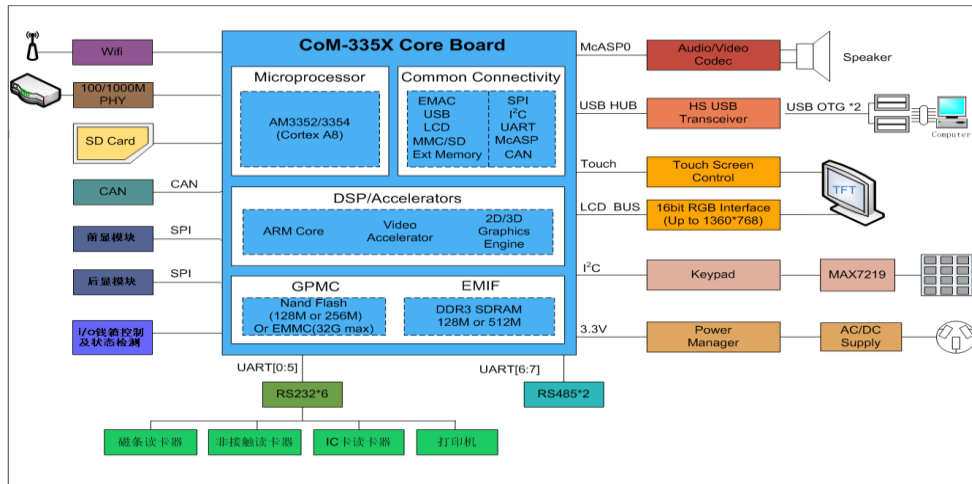 CoM-335X Core Board
Microprocessor
AM3352/3354
(Cortex A8)
Common Connectivity
EMAC
USB
LCD
MMC/SD
Ext Memory
SPI
I²C
UART
McASP
CAN
DSP/Accelerators
ARM Core
Video
Accelerator
2D/3D
Graphics
Engine
GPMC
Nand Flash
(128M or 256M)
Or EMMC(32G max)
EMIF
DDR3 SDRAM
128M or 512M
Wifi
100/1000M
PHY
SD Card
CAN
CAN
前显模块
SPI
后显模块
SPI
i/o钱箱控制
及状态检测
McASP0
Audio/Video
Codec
Speaker
USB HUB
HS USB
Transceiver
USB OTG *2
Computer
Touch
Touch Screen
Control
TFT
LCD BUS
16bit RGB Interface
(Up to 1360*768)
I²C
Keypad
MAX7219
3.3V
Power
Manager
AC/DC
Supply
UART[0:5]
RS232*6
UART[6:7]
RS485*2
磁条读卡器
非接触读卡器
IC卡读卡器
打印机